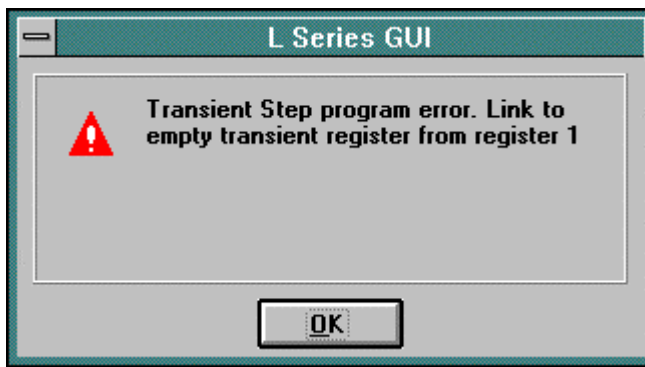 L Series GUI
Transient Step program error. Link to
empty transient register from register 1
OK